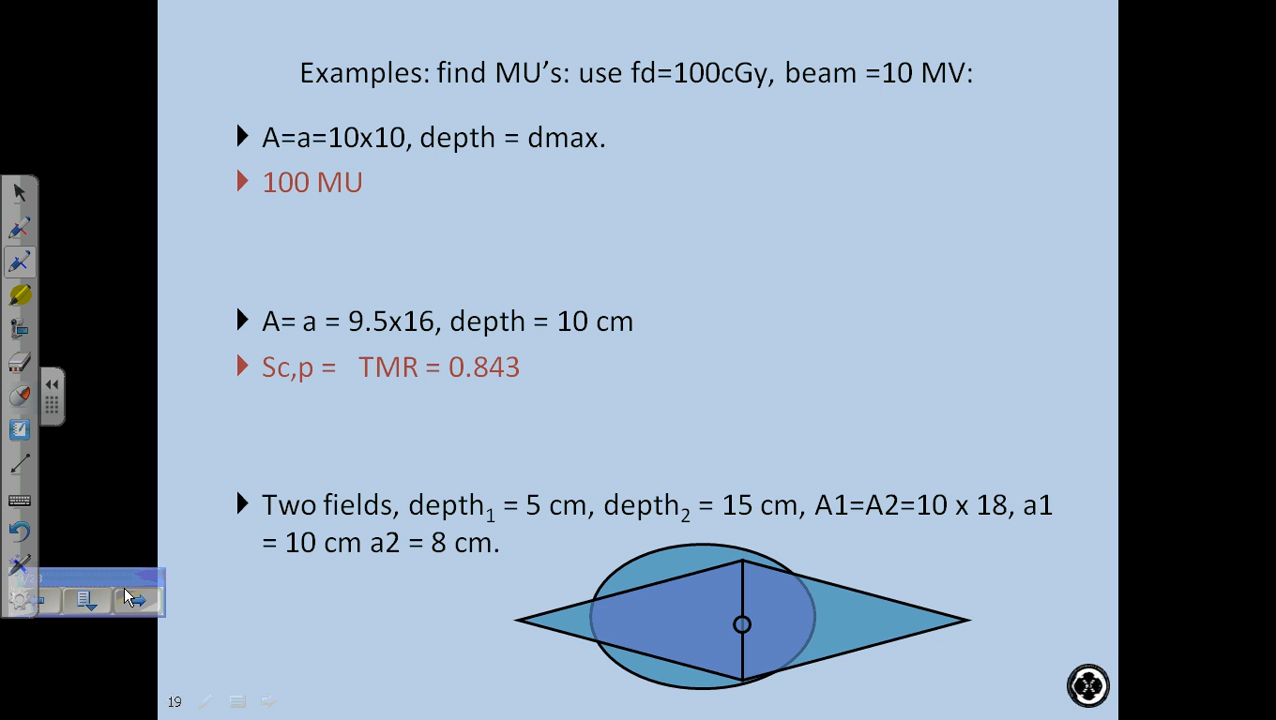 Examples: find MU’s: use fd=100cGy, beam =10 MV:
A=a=10x10, depth = dmax.
100 MU
A= a = 9.5x16, depth = 10 cm
Sc,p = TMR = 0.843
Two fields, depth1 = 5 cm, depth2 = 15 cm, A1=A2=10 x 18, a1
= 10 cm a2 = 8 cm.
19